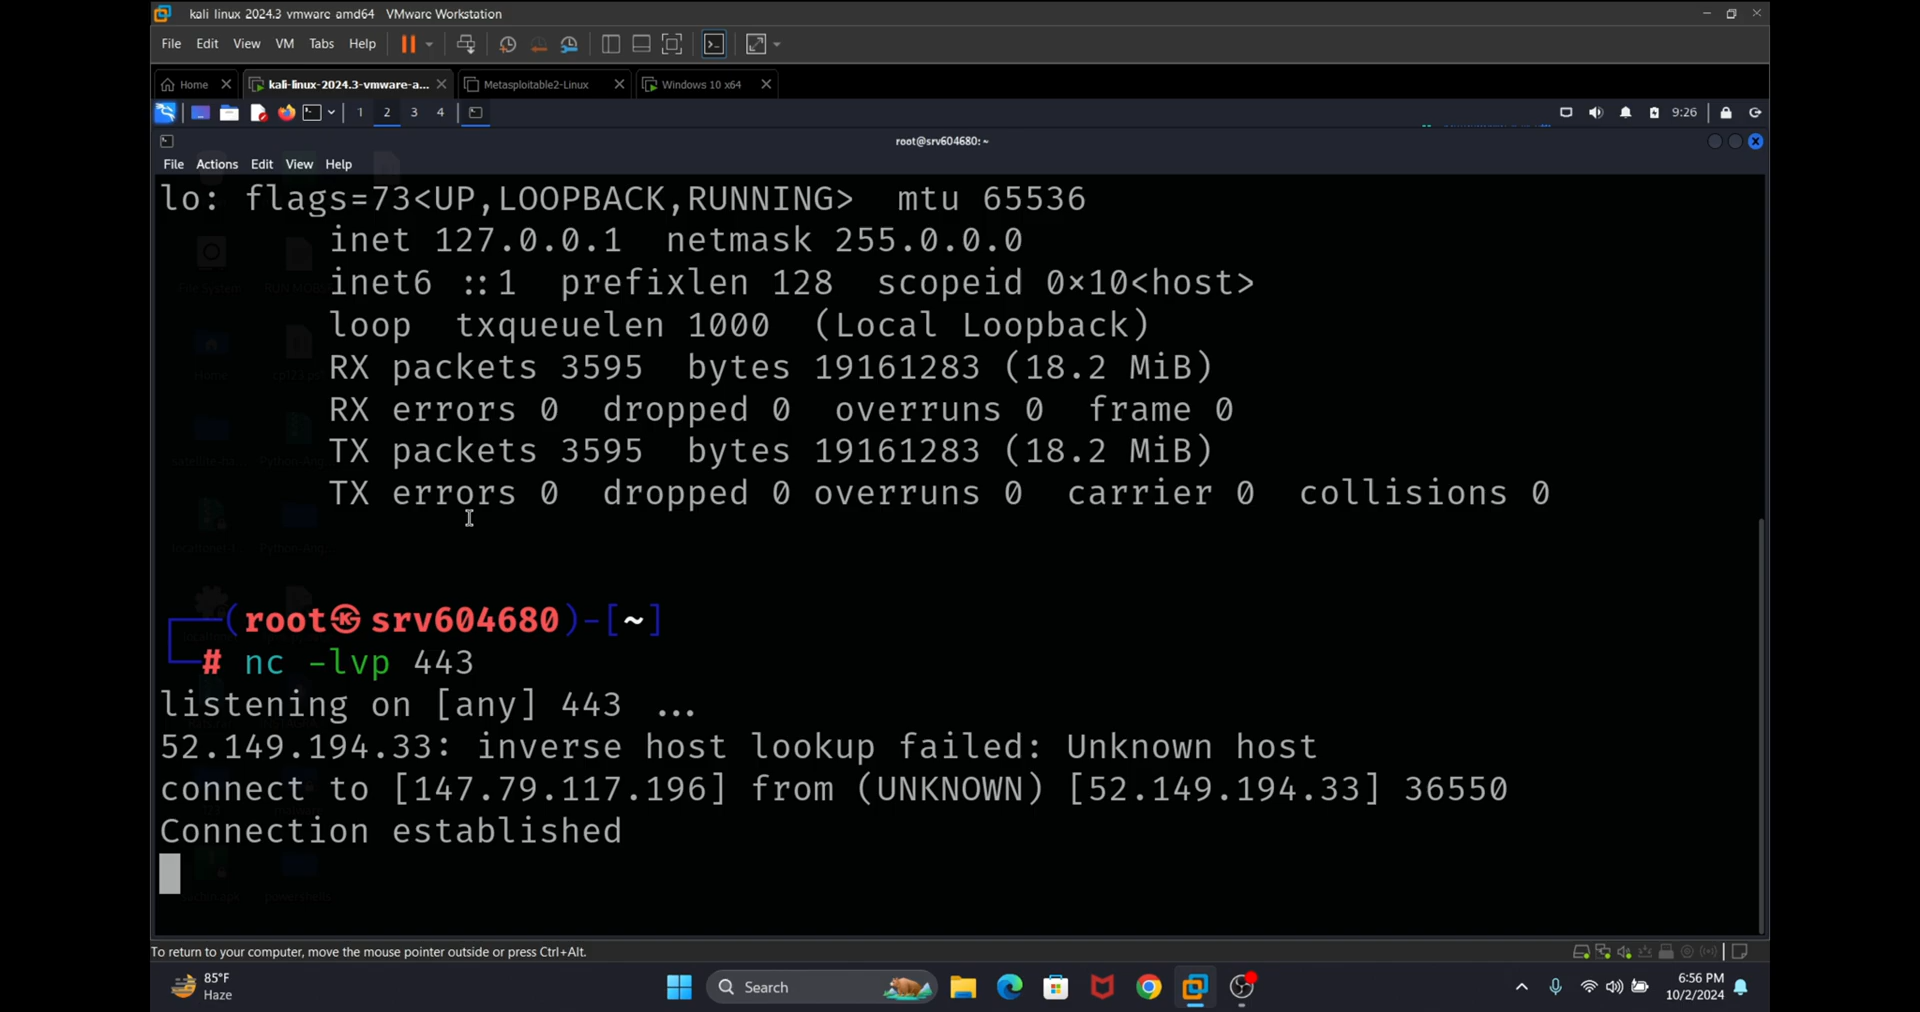 kali linux 2024.3 vmware amd64 VMware Workstation
File Edit View VM Tabs Help
Home kali-linux-2024.3-vmware-a... Metasploitable2-Linux Windows 10 x64
1 2 3 4 9:26
root@srv604680: ~
File Actions Edit View Help
lo: flags=73<UP,LOOPBACK,RUNNING> mtu 65536
inet 127.0.0.1 netmask 255.0.0.0
inet6 ::1 prefixlen 128 scopeid 0×10<host>
loop txqueuelen 1000 (Local Loopback)
RX packets 3595 bytes 19161283 (18.2 MiB)
RX errors 0 dropped 0 overruns 0 frame 0
TX packets 3595 bytes 19161283 (18.2 MiB)
TX errors 0 dropped 0 overruns 0 carrier 0 collisions 0
(root㉿srv604680)-[~]
# nc -lvp 443
listening on [any] 443 ...
52.149.194.33: inverse host lookup failed: Unknown host
connect to [147.79.117.196] from (UNKNOWN) [52.149.194.33] 36550
Connection established
To return to your computer, move the mouse pointer outside or press Ctrl+Alt.
85°F
Haze
Search
6:56 PM
10/2/2024